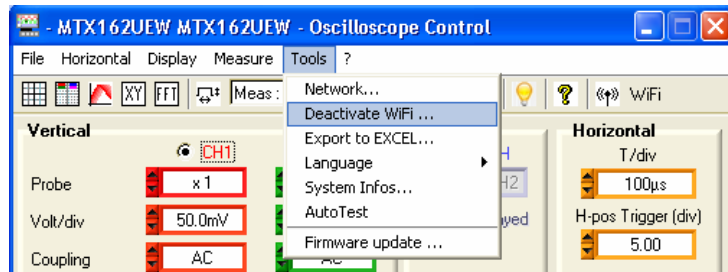 - MTX162UEW MTX162UEW - Oscilloscope Control
File Horizontal Display Measure Tools ?
XY FFT Meas: WiFi
Network...
Deactivate WiFi ...
Export to EXCEL...
Language
System Infos...
AutoTest
Firmware update ...
Vertical
CH1
Probe x 1
Volt/div 50.0mV
Coupling AC AC
H2
yed
Horizontal
T/div
100µs
H-pos Trigger (div)
5.00